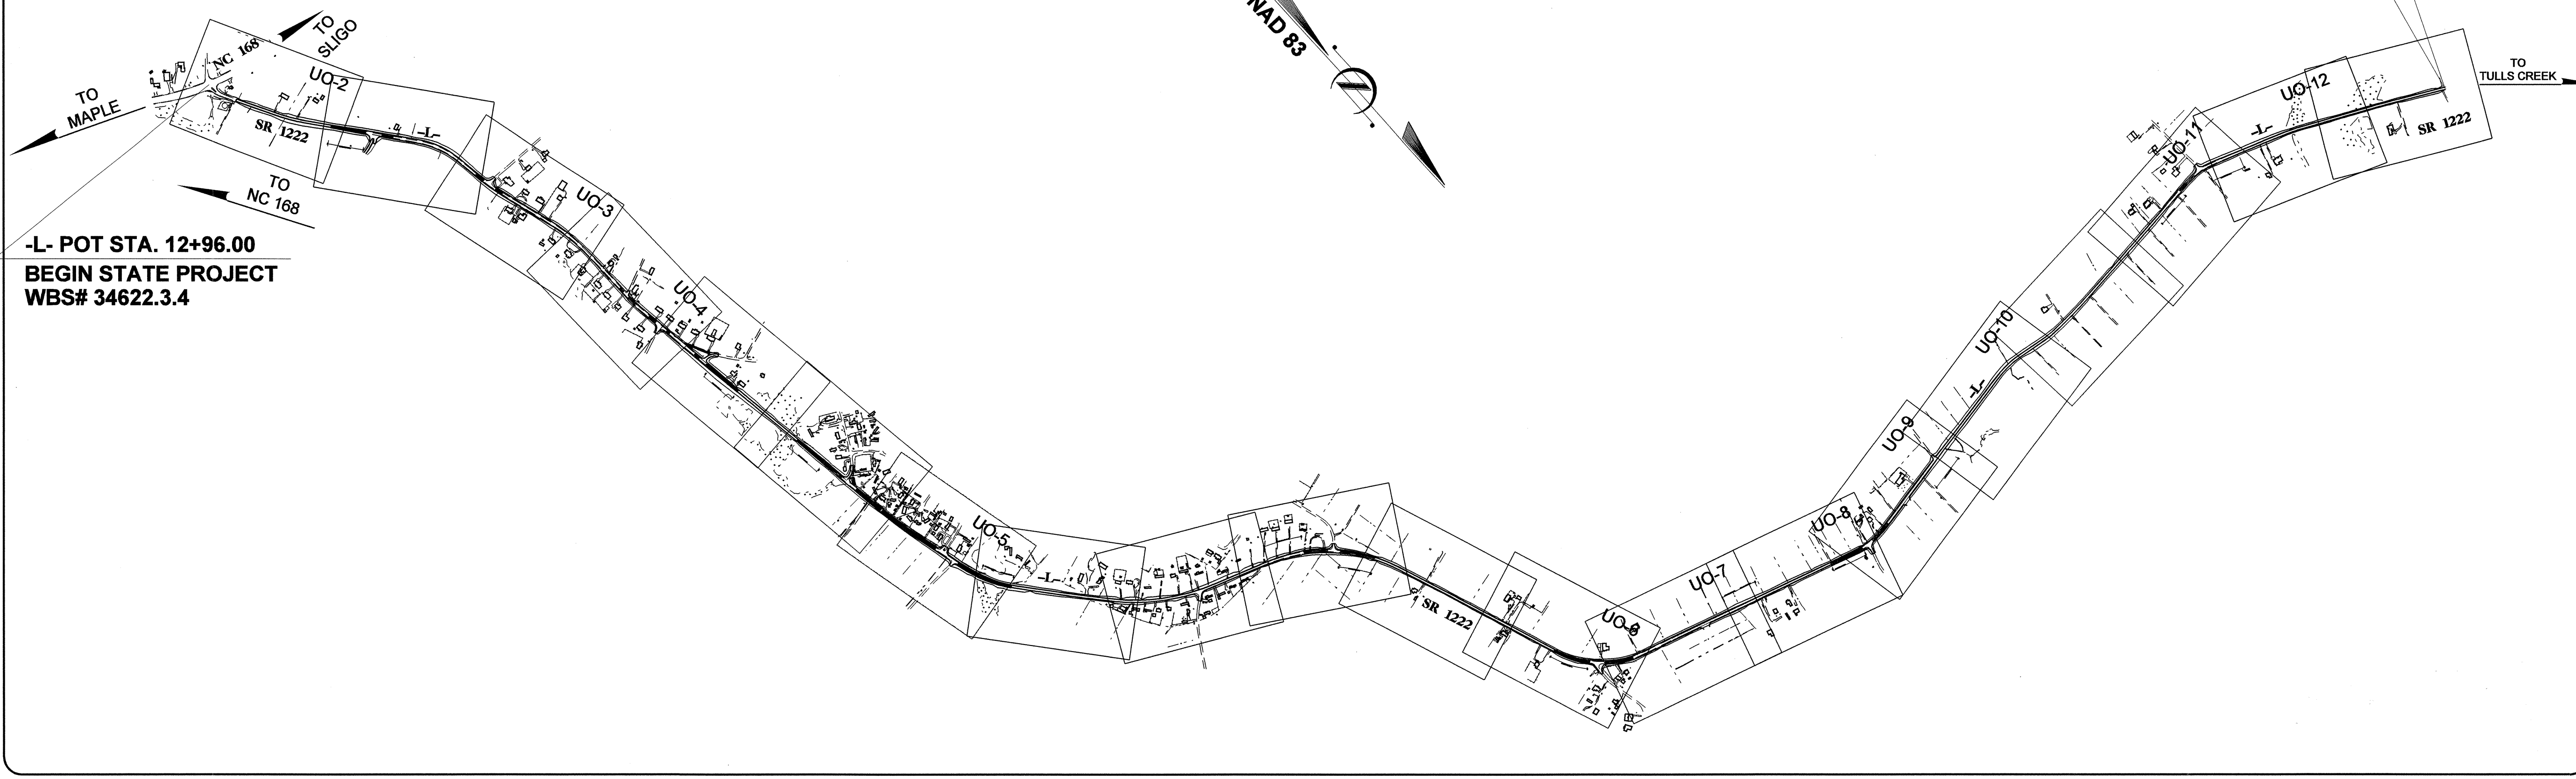 TO
SLIGO
NC 168
UO-2
TO
MAPLE
SR 1222
-L-
TO
NC 168
-L- POT STA. 12+96.00
BEGIN STATE PROJECT
WBS# 34622.3.4
UO-3
UO-4
UO-5
-L-
NAD 83
SR 1222
UO-6
UO-7
UO-8
UO-9
-L-
UO-10
UO-11
-L-
UO-12
SR 1222
TO
TULLS CREEK